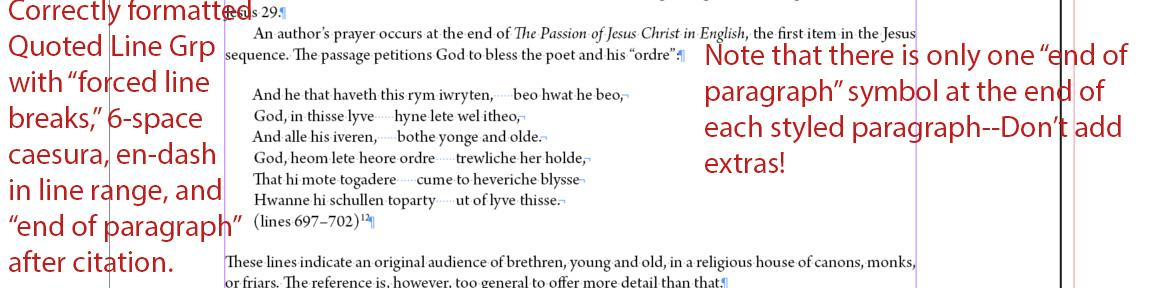 Correctly formatted
Quoted Line Grp
with “forced line
breaks,” 6-space
caesura, en-dash
in line range, and
“end of paragraph”
after citation.
Jesus 29.¶
An author’s prayer occurs at the end of The Passion of Jesus Christ in English, the first item in the Jesus
sequence. The passage petitions God to bless the poet and his “ordre”:¶
And he that haveth this rym iwryten,······beo hwat he beo,¬
God, in thisse lyve······hyne lete wel itheo,¬
And alle his iveren,······bothe yonge and olde.¬
God, heom lete heore ordre······trewliche her holde,¬
That hi mote togadere······cume to heveriche blysse¬
Hwanne hi schullen toparty······ut of lyve thisse.¬
(lines 697–702)12¶
These lines indicate an original audience of brethren, young and old, in a religious house of canons, monks,
or friars. The reference is, however, too general to offer more detail than that.¶
Note that there is only one “end of
paragraph” symbol at the end of
each styled paragraph--Don’t add
extras!